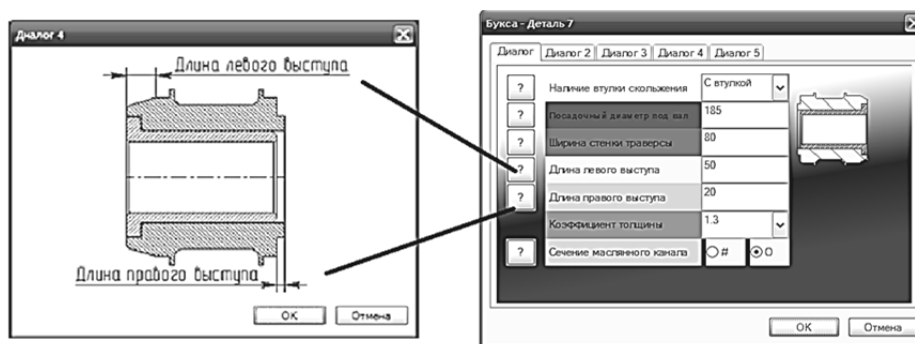 Диалог 4
Длина левого выступа
Длина правого выступа
OK
Отмена
Букса - Деталь 7
Диалог
Диалог 2
Диалог 3
Диалог 4
Диалог 5
? Наличие втулки скольжения С втулкой
? Посадочный диаметр под вал 185
? Ширина стенки траверсы 80
? Длина левого выступа 50
? Длина правого выступа 20
Коэффициент толщины 1.3
? Сечение маслянного канала # О
OK
Отмена